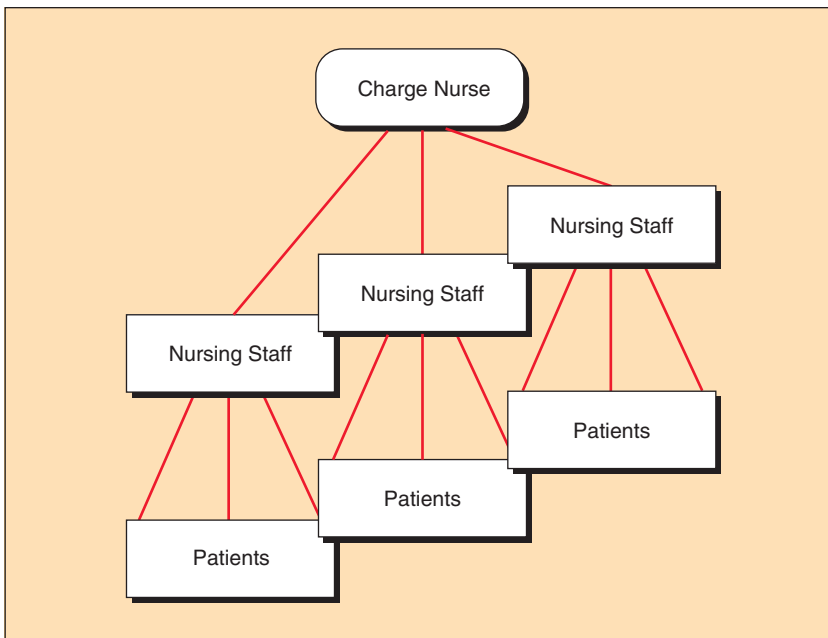 Charge Nurse
Nursing Staff
Nursing Staff
Nursing Staff
Patients
Patients
Patients